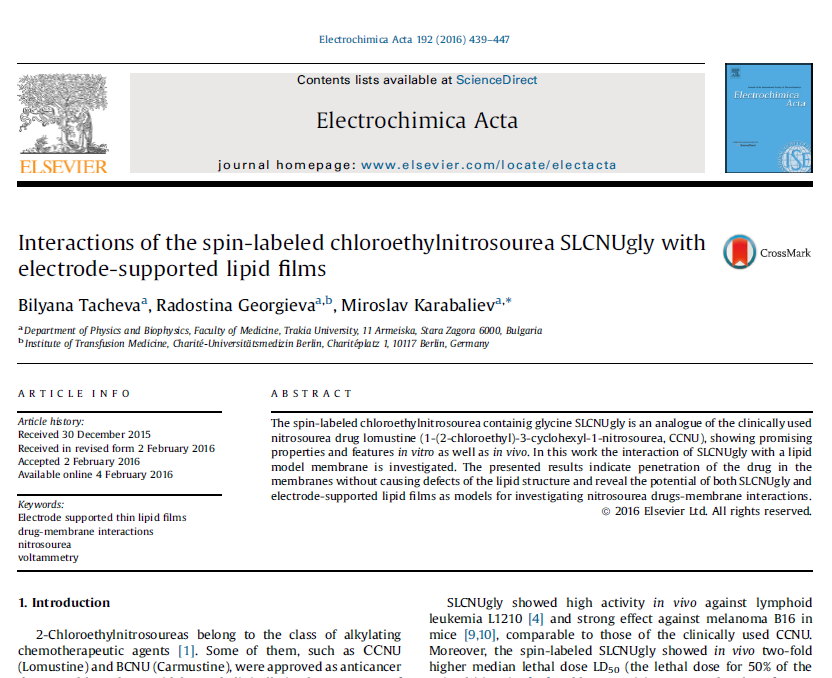 Electrochimica Acta 192 (2016) 439–447
Contents lists available at ScienceDirect
Electrochimica Acta
journal homepage: www.elsevier.com/locate/electacta
ELSEVIER
Electrochimica
Acta
Interactions of the spin-labeled chloroethylnitrosourea SLCNUgly with
electrode-supported lipid films
CrossMark
Bilyana Tachevaᵃ, Radostina Georgievaᵃ,ᵇ, Miroslav Karabalievᵃ,*
ᵃ Department of Physics and Biophysics, Faculty of Medicine, Trakia University, 11 Armeiska, Stara Zagora 6000, Bulgaria
ᵇ Institute of Transfusion Medicine, Charité-Universitätsmedizin Berlin, Charitéplatz 1, 10117 Berlin, Germany
ARTICLE INFO
Article history:
Received 30 December 2015
Received in revised form 2 February 2016
Accepted 2 February 2016
Available online 4 February 2016
Keywords:
Electrode supported thin lipid films
drug-membrane interactions
nitrosourea
voltammetry
ABSTRACT
The spin-labeled chloroethylnitrosourea containig glycine SLCNUgly is an analogue of the clinically used
nitrosourea drug lomustine (1-(2-chloroethyl)-3-cyclohexyl-1-nitrosourea, CCNU), showing promising
properties and features in vitro as well as in vivo. In this work the interaction of SLCNUgly with a lipid
model membrane is investigated. The presented results indicate penetration of the drug in the
membranes without causing defects of the lipid structure and reveal the potential of both SLCNUgly and
electrode-supported lipid films as models for investigating nitrosourea drugs-membrane interactions.
© 2016 Elsevier Ltd. All rights reserved.
1. Introduction
2-Chloroethylnitrosoureas belong to the class of alkylating
chemotherapeutic agents [1]. Some of them, such as CCNU
(Lomustine) and BCNU (Carmustine), were approved as anticancer
SLCNUgly showed high activity in vivo against lymphoid
leukemia L1210 [4] and strong effect against melanoma B16 in
mice [9,10], comparable to those of the clinically used CCNU.
Moreover, the spin-labeled SLCNUgly showed in vivo two-fold
higher median lethal dose LD₅₀ (the lethal dose for 50% of the